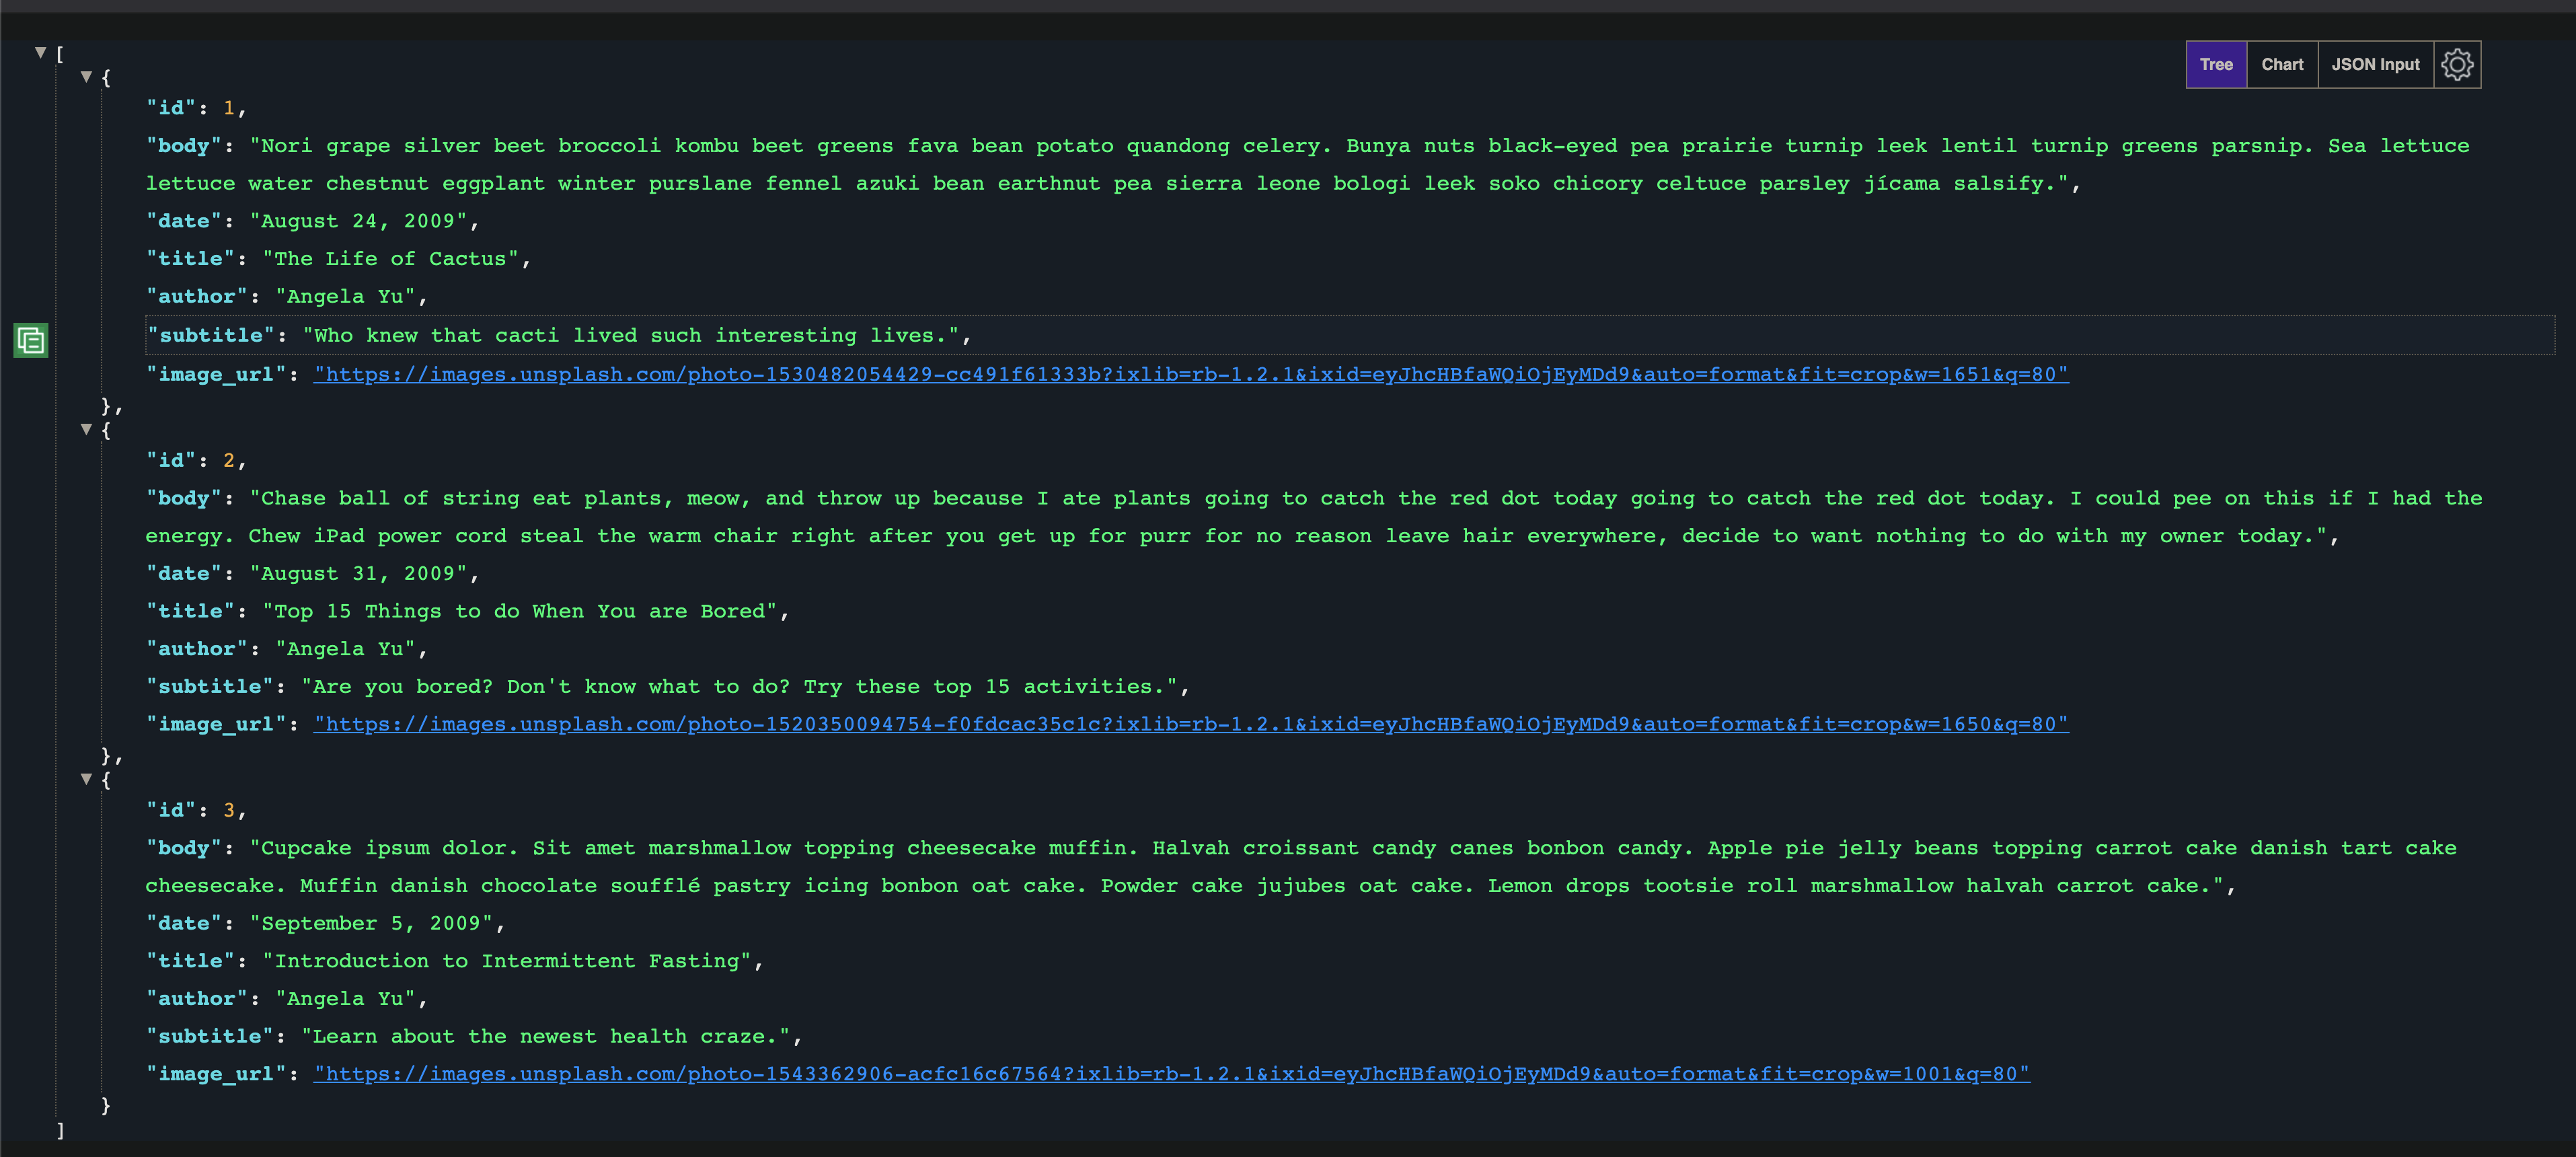 [
Tree Chart JSON Input
{
"id": 1,
"body": "Nori grape silver beet broccoli kombu beet greens fava bean potato quandong celery. Bunya nuts black-eyed pea prairie turnip leek lentil turnip greens parsnip. Sea lettuce
lettuce water chestnut eggplant winter purslane fennel azuki bean earthnut pea sierra leone bologi leek soko chicory celtuce parsley jícama salsify.",
"date": "August 24, 2009",
"title": "The Life of Cactus",
"author": "Angela Yu",
"subtitle": "Who knew that cacti lived such interesting lives.",
"image_url": "https://images.unsplash.com/photo-1530482054429-cc491f61333b?ixlib=rb-1.2.1&ixid=eyJhcHBfaWQiOjEyMDd9&auto=format&fit=crop&w=1651&q=80"
},
{
"id": 2,
"body": "Chase ball of string eat plants, meow, and throw up because I ate plants going to catch the red dot today going to catch the red dot today. I could pee on this if I had the
energy. Chew iPad power cord steal the warm chair right after you get up for purr for no reason leave hair everywhere, decide to want nothing to do with my owner today.",
"date": "August 31, 2009",
"title": "Top 15 Things to do When You are Bored",
"author": "Angela Yu",
"subtitle": "Are you bored? Don't know what to do? Try these top 15 activities.",
"image_url": "https://images.unsplash.com/photo-1520350094754-f0fdcac35c1c?ixlib=rb-1.2.1&ixid=eyJhcHBfaWQiOjEyMDd9&auto=format&fit=crop&w=1650&q=80"
},
{
"id": 3,
"body": "Cupcake ipsum dolor. Sit amet marshmallow topping cheesecake muffin. Halvah croissant candy canes bonbon candy. Apple pie jelly beans topping carrot cake danish tart cake
cheesecake. Muffin danish chocolate soufflé pastry icing bonbon oat cake. Powder cake jujubes oat cake. Lemon drops tootsie roll marshmallow halvah carrot cake.",
"date": "September 5, 2009",
"title": "Introduction to Intermittent Fasting",
"author": "Angela Yu",
"subtitle": "Learn about the newest health craze.",
"image_url": "https://images.unsplash.com/photo-1543362906-acfc16c67564?ixlib=rb-1.2.1&ixid=eyJhcHBfaWQiOjEyMDd9&auto=format&fit=crop&w=1001&q=80"
}
]